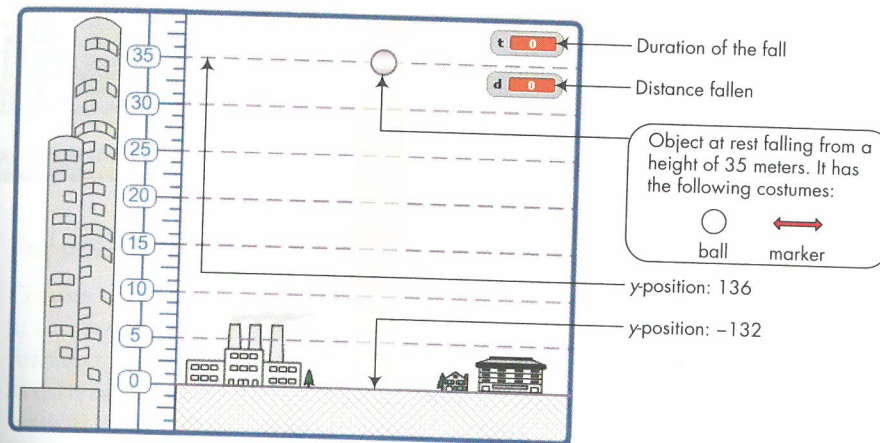 t 0
Duration of the fall
d 0
Distance fallen
35
30
25
20
15
10
5
0
Object at rest falling from a
height of 35 meters. It has
the following costumes:
ball marker
y-position: 136
y-position: –132